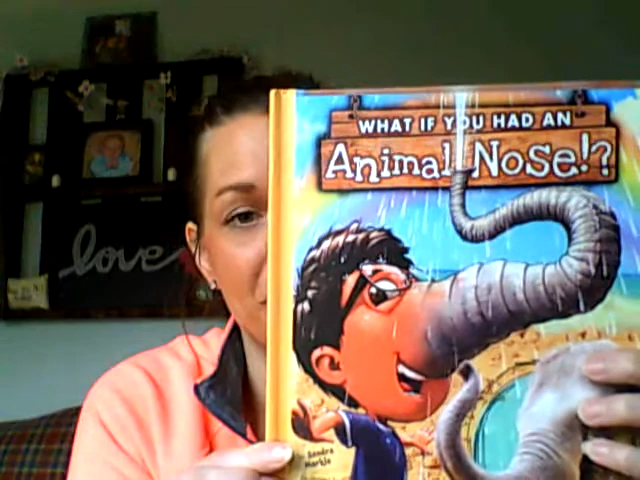 WHAT IF YOU HAD AN
Animal Nose!?
love
Sandra
Markle